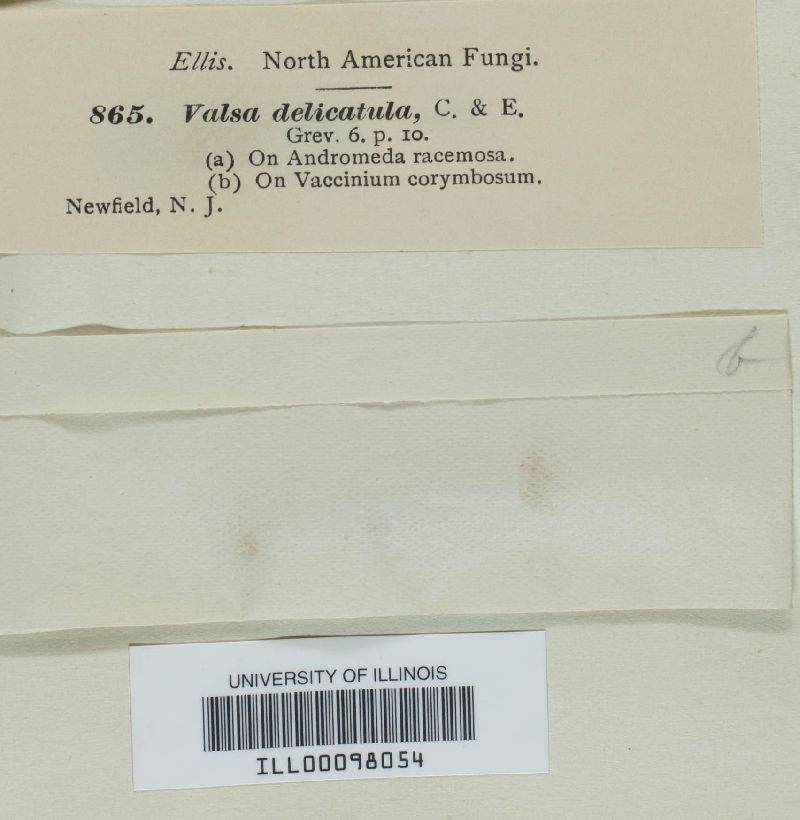 Ellis. North American Fungi.
865. Valsa delicatula, C. & E.
Grev. 6. p. 10.
(a) On Andromeda racemosa.
(b) On Vaccinium corymbosum.
Newfield, N. J.
b
UNIVERSITY OF ILLINOIS
ILL00098054